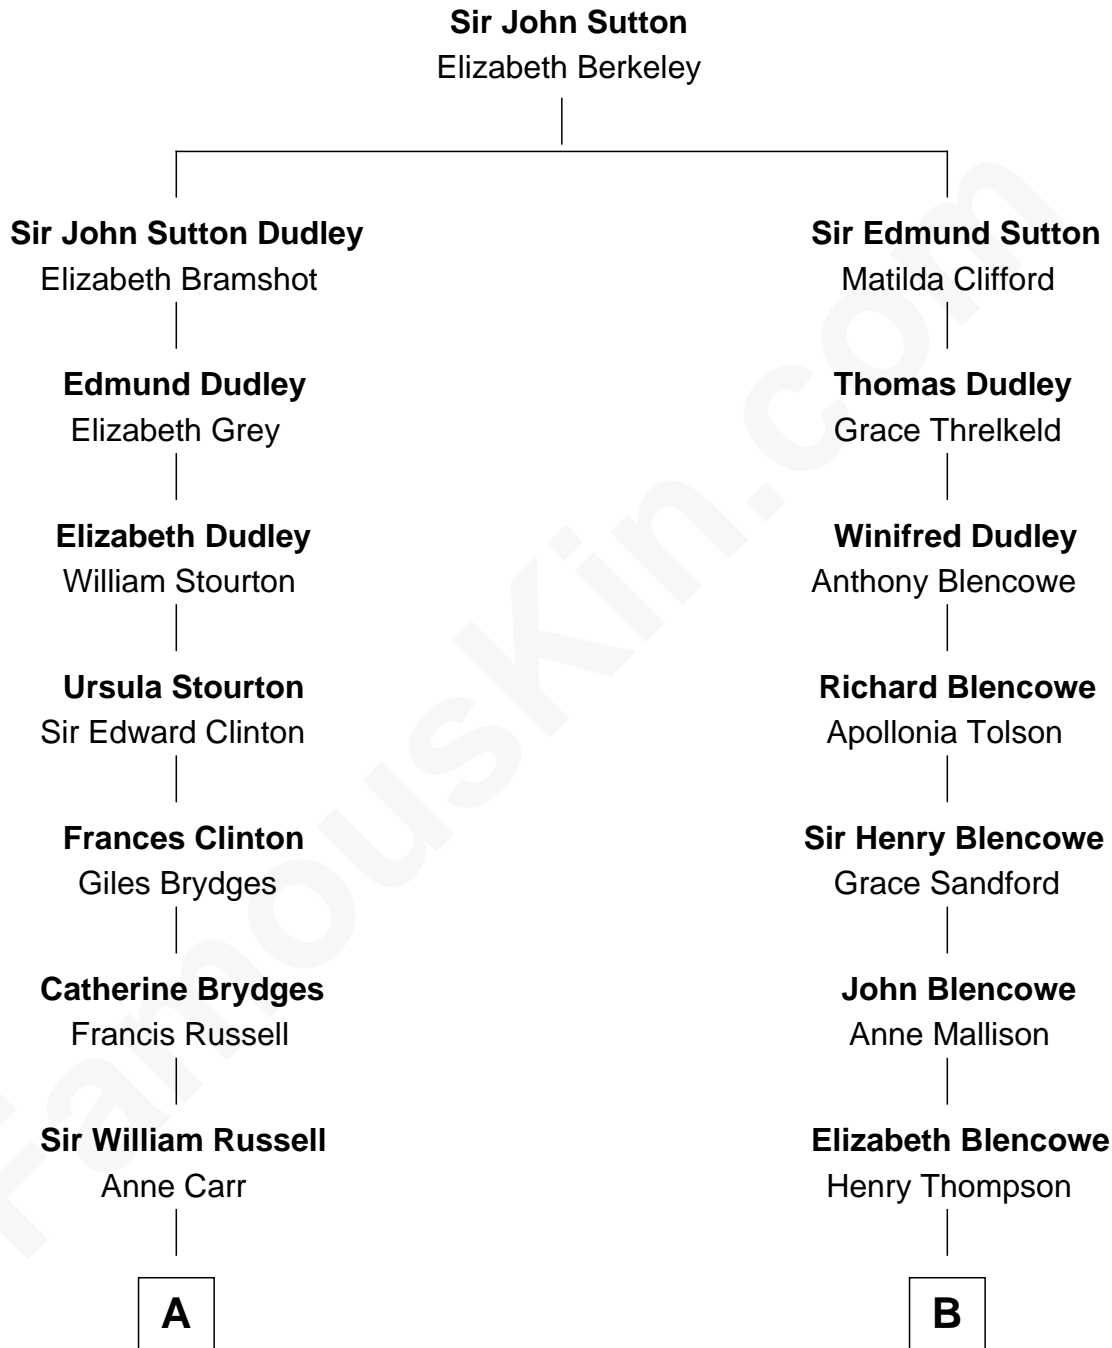 Sir John Sutton
Elizabeth Berkeley
Sir John Sutton Dudley
Elizabeth Bramshot
Edmund Dudley
Elizabeth Grey
Elizabeth Dudley
William Stourton
Ursula Stourton
Sir Edward Clinton
Frances Clinton
Giles Brydges
Catherine Brydges
Francis Russell
Sir William Russell
Anne Carr
A
Sir Edmund Sutton
Matilda Clifford
Thomas Dudley
Grace Threlkeld
Winifred Dudley
Anthony Blencowe
Richard Blencowe
Apollonia Tolson
Sir Henry Blencowe
Grace Sandford
John Blencowe
Anne Mallison
Elizabeth Blencowe
Henry Thompson
B
FamousKin.com